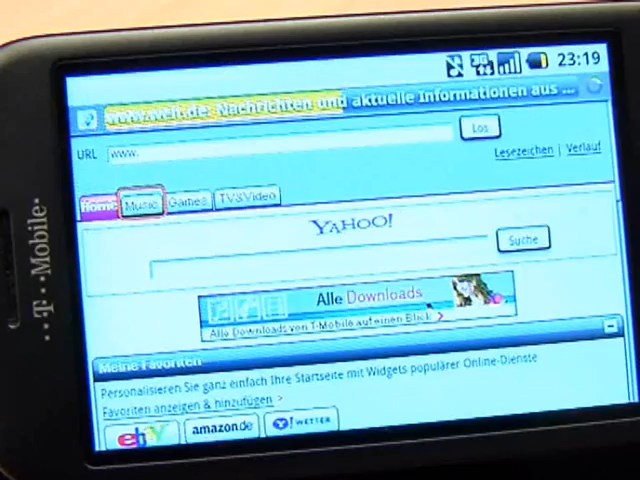 23:19
www.welt.de: Nachrichten und aktuelle Informationen aus ...
URL www. Los
Lesezeichen | Verlauf
Home Music Games TV&Video
YAHOO!
Suche
Alle Downloads
Alle Downloads von T-Mobile auf einen Blick >
Meine Favoriten
Personalisieren Sie ganz einfach Ihre Startseite mit Widgets populärer Online-Dienste
Favoriten anzeigen & hinzufügen >
ebY amazon.de Y! WETTER
T··Mobile·